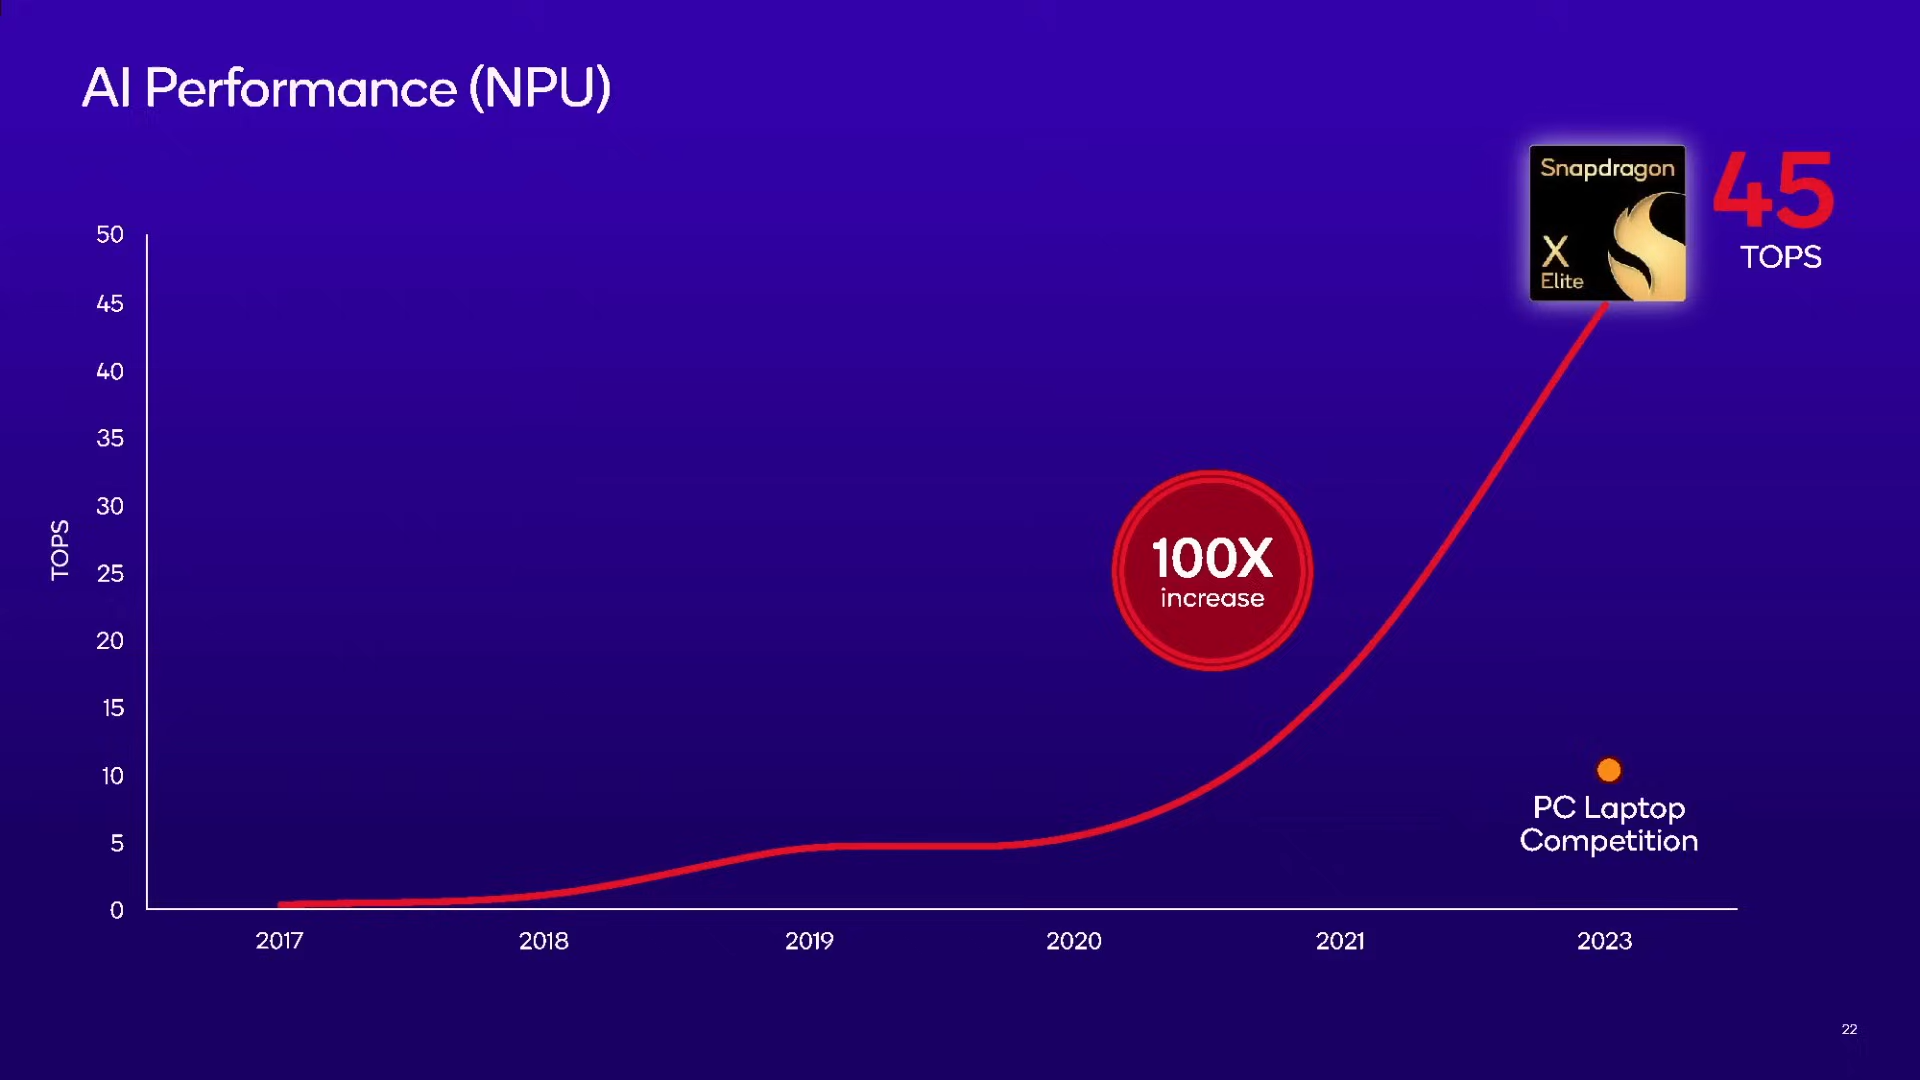 AI Performance (NPU)
Snapdragon
X
Elite
45
TOPS
TOPS
50
45
40
35
30
25
20
15
10
5
0
100X
increase
PC Laptop
Competition
2017
2018
2019
2020
2021
2023
22